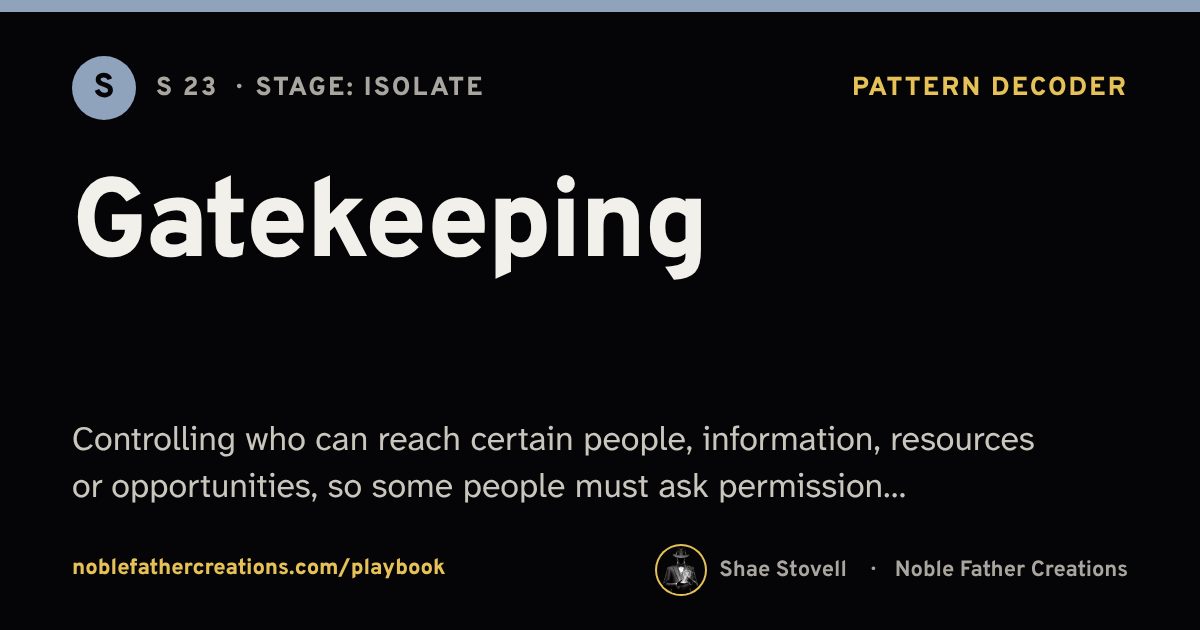 S
S 23 · STAGE: ISOLATE
PATTERN DECODER
Gatekeeping
Controlling who can reach certain people, information, resources
or opportunities, so some people must ask permission...
noblefathercreations.com/playbook
Shae Stovell · Noble Father Creations